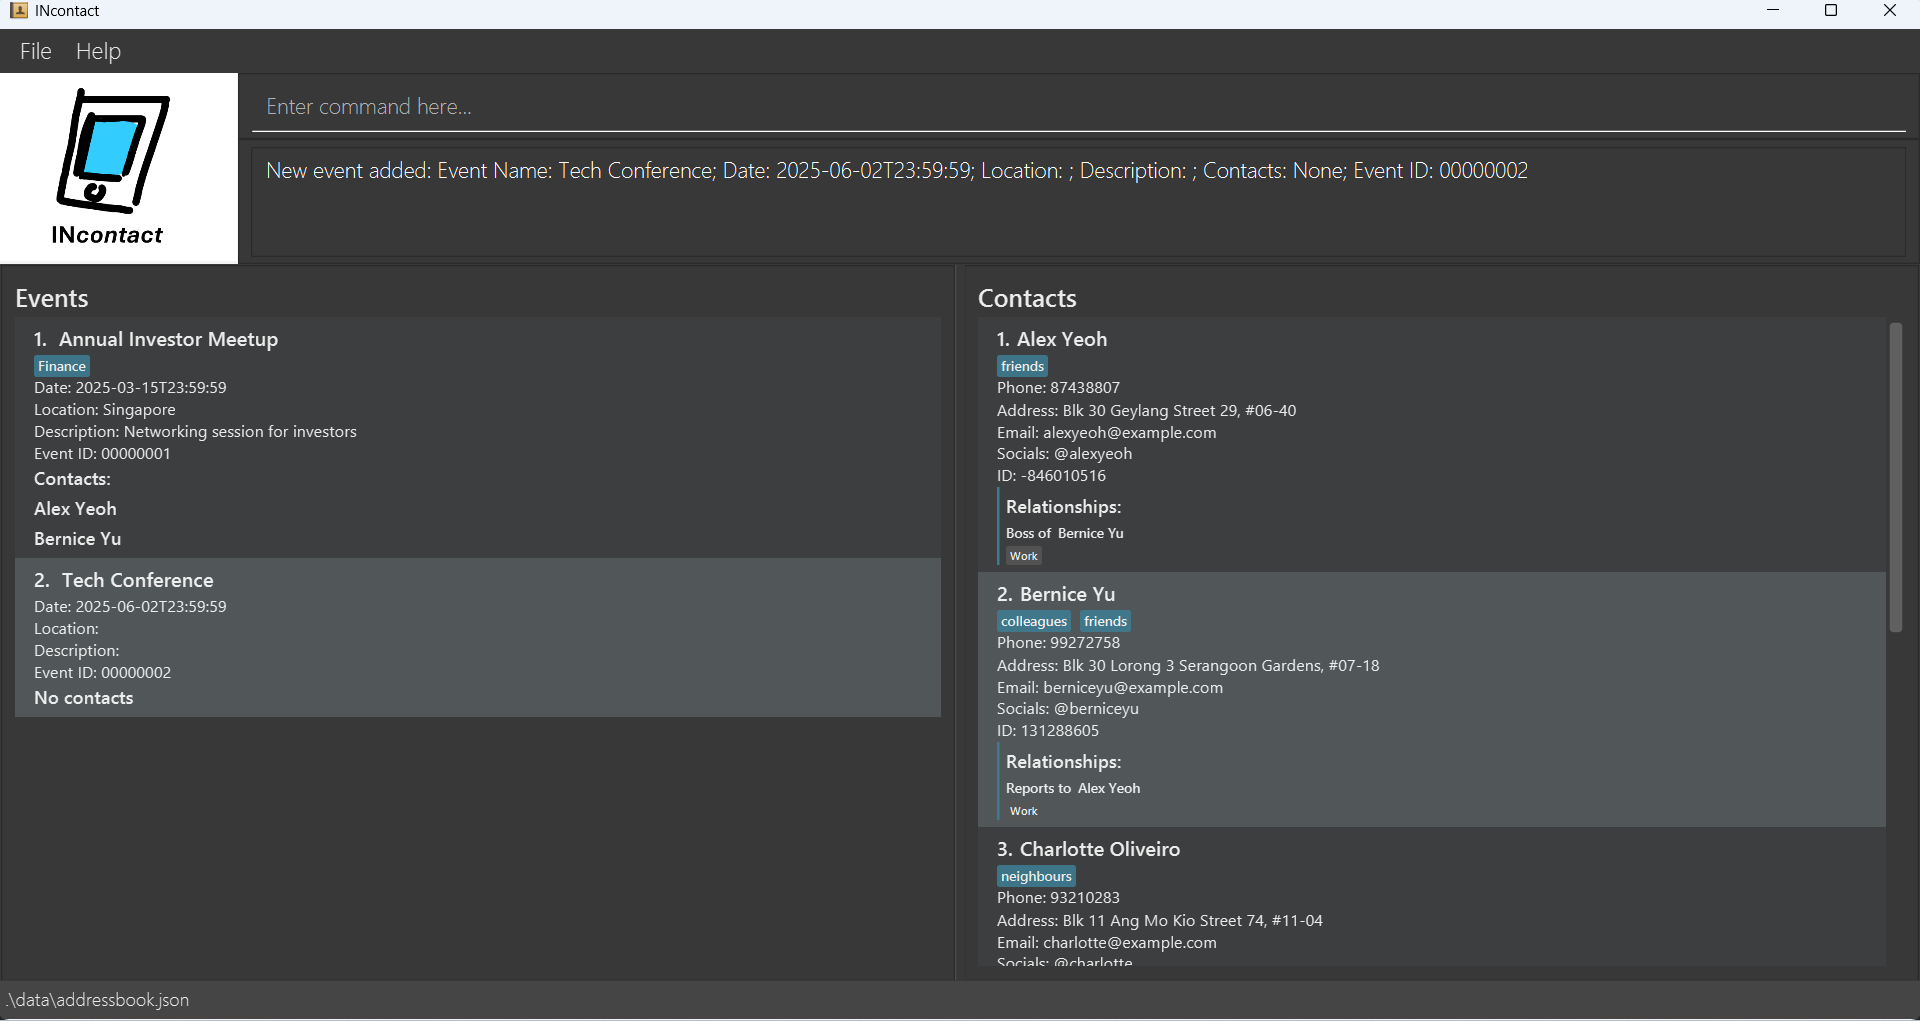 INcontact
File Help
INcontact
Enter command here...
New event added: Event Name: Tech Conference; Date: 2025-06-02T23:59:59; Location: ; Description: ; Contacts: None; Event ID: 00000002
Events
1. Annual Investor Meetup
Finance
Date: 2025-03-15T23:59:59
Location: Singapore
Description: Networking session for investors
Event ID: 00000001
Contacts:
Alex Yeoh
Bernice Yu
2. Tech Conference
Date: 2025-06-02T23:59:59
Location:
Description:
Event ID: 00000002
No contacts
Contacts
1. Alex Yeoh
friends
Phone: 87438807
Address: Blk 30 Geylang Street 29, #06-40
Email: alexyeoh@example.com
Socials: @alexyeoh
ID: -846010516
Relationships:
Boss of Bernice Yu
Work
2. Bernice Yu
colleagues friends
Phone: 99272758
Address: Blk 30 Lorong 3 Serangoon Gardens, #07-18
Email: berniceyu@example.com
Socials: @berniceyu
ID: 131288605
Relationships:
Reports to Alex Yeoh
Work
3. Charlotte Oliveiro
neighbours
Phone: 93210283
Address: Blk 11 Ang Mo Kio Street 74, #11-04
Email: charlotte@example.com
Socials: @charlotte
.\data\addressbook.json